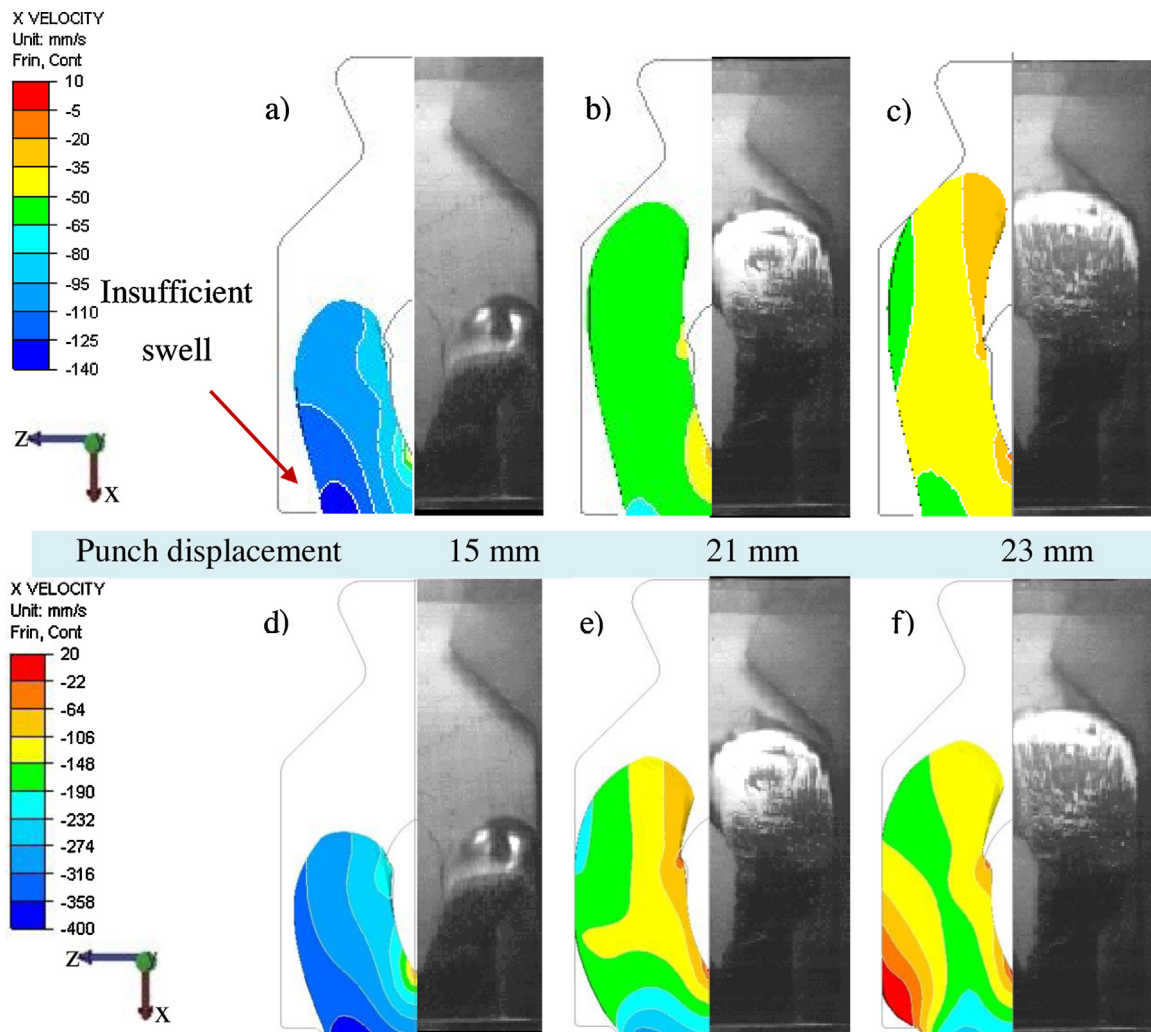 X VELOCITY
Unit: mm/s
Frin, Cont
10
-5
-20
-35
-50
-65
-80
-95
-110
-125
-140
a)
b)
c)
Insufficient
swell
Z
X
Punch displacement 15 mm 21 mm 23 mm
X VELOCITY
Unit: mm/s
Frin, Cont
20
-22
-64
-106
-148
-190
-232
-274
-316
-358
-400
d)
e)
f)
Z
X